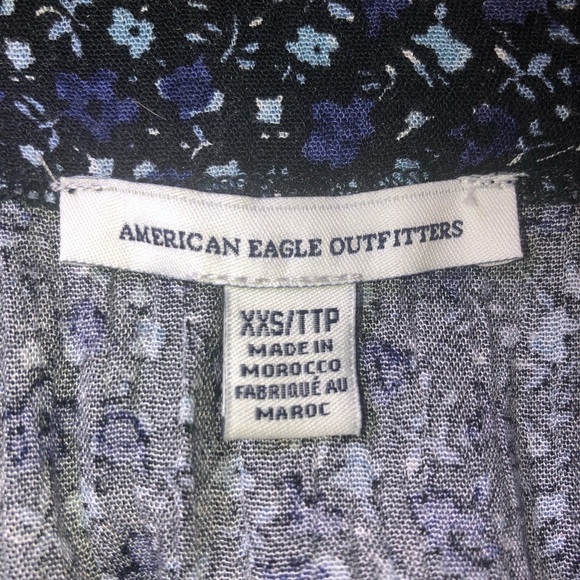 AMERICAN EAGLE OUTFITTERS
XXS/TTP
MADE IN
MOROCCO
FABRIQUÉ AU
MAROC